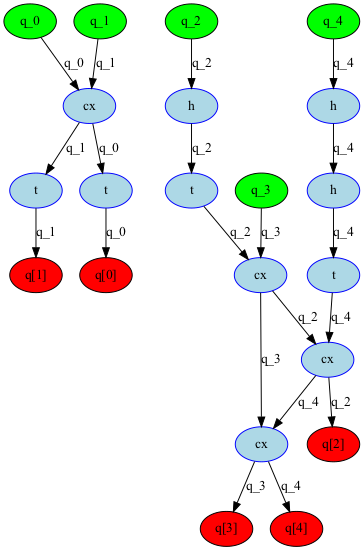 q_0 q_1 q_2 q_4
q_0 q_1 q_2 q_4
cx h h
q_1 q_0 q_2 q_4
t t t q_3 h
q_1 q_0 q_2 q_3 q_4
q[1] q[0] cx t
q_2 q_4
q_3 cx
q_4 q_2
cx q[2]
q_3 q_4
q[3] q[4]